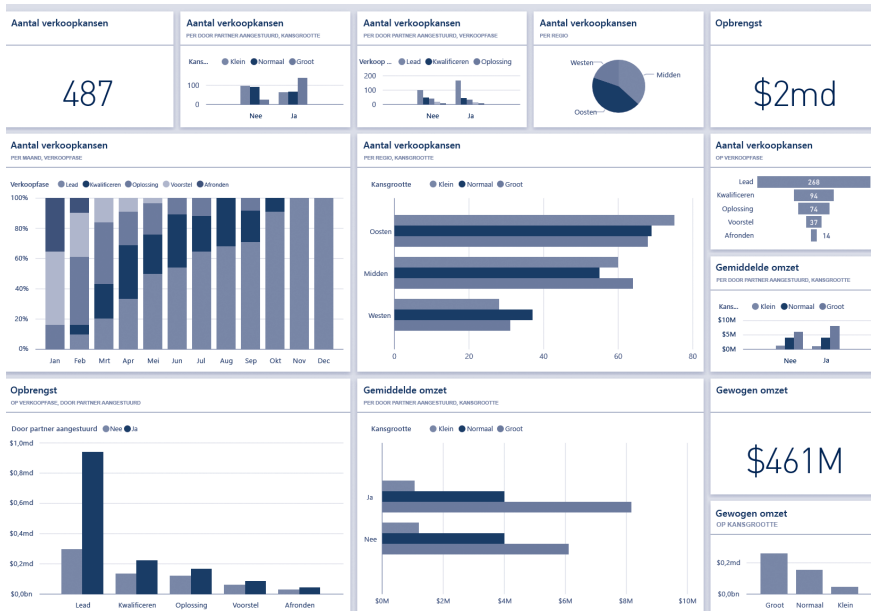 Aantal verkoopkansen
487
Aantal verkoopkansen
PER DOOR PARTNER AANGESTUURD, KANSGROOTTE
Kans... Klein Normaal Groot
100
0
Nee Ja
Aantal verkoopkansen
PER DOOR PARTNER AANGESTUURD, VERKOOPFASE
Verkoop ... Lead Kwalificeren Oplossing
200
100
0
Nee Ja
Aantal verkoopkansen
PER REGIO
Westen
Midden
Oosten
Opbrengst
$2md
Aantal verkoopkansen
PER MAAND, VERKOOPFASE
Verkoopfase Lead Kwalificeren Oplossing Voorstel Afronden
100%
80%
60%
40%
20%
0%
Jan Feb Mrt Apr Mei Jun Jul Aug Sep Okt Nov Dec
Aantal verkoopkansen
PER REGIO, KANSGROOTTE
Kansgrootte Klein Normaal Groot
Oosten
Midden
Westen
0 20 40 60 80
Aantal verkoopkansen
OP VERKOOPFASE
Lead 268
Kwalificeren 94
Oplossing 74
Voorstel 37
Afronden 14
Gemiddelde omzet
PER DOOR PARTNER AANGESTUURD, KANSGROOTTE
Kans... Klein Normaal Groot
$10M
$5M
$0M
Nee Ja
Opbrengst
OP VERKOOPFASE, DOOR PARTNER AANGESTUURD
Door partner aangestuurd Nee Ja
$1,0md
$0,8md
$0,6md
$0,4md
$0,2md
$0,0bn
Lead Kwalificeren Oplossing Voorstel Afronden
Gemiddelde omzet
PER DOOR PARTNER AANGESTUURD, KANSGROOTTE
Kansgrootte Klein Normaal Groot
Ja
Nee
$0M $2M $4M $6M $8M $10M
Gewogen omzet
$461M
Gewogen omzet
OP KANSGROOTTE
$0,2md
$0,0bn
Groot Normaal Klein